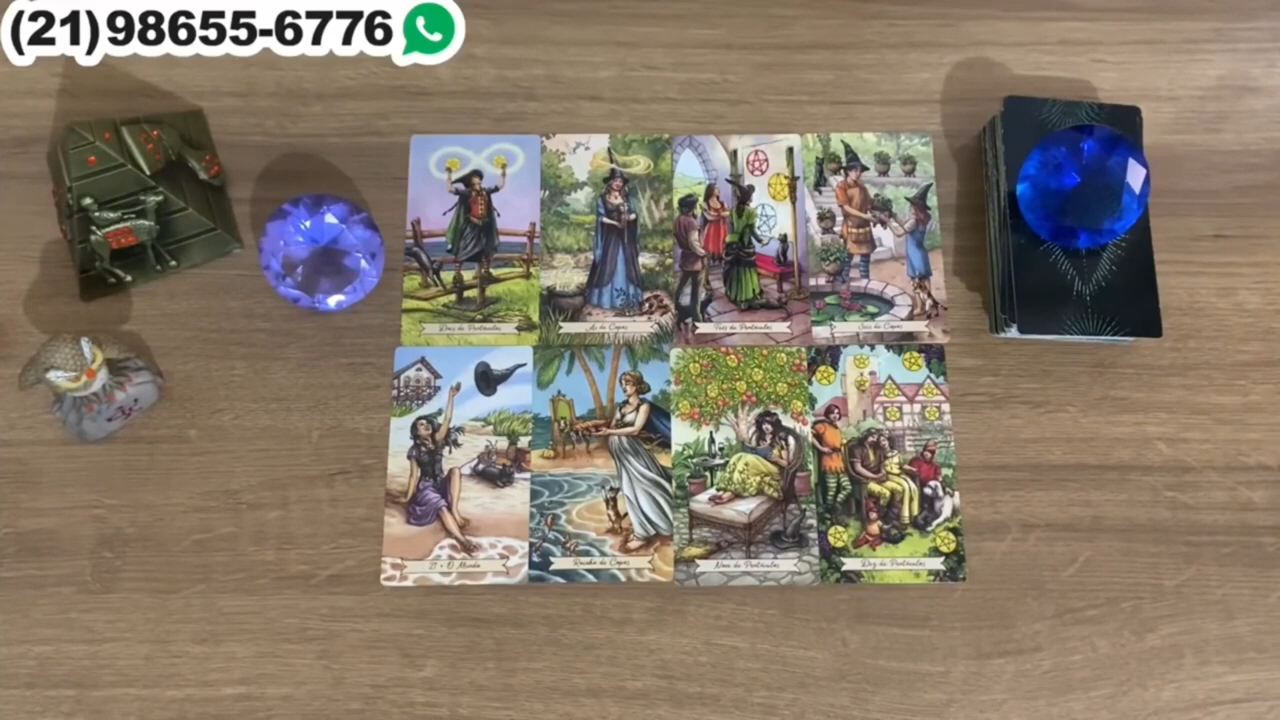 (21)98655-6776
Dois de Pentáculos
Ás de Copas
Três de Pentáculos
Seis de Copas
21 • O Mundo
Rainha de Copas
Nove de Pentáculos
Dez de Pentáculos